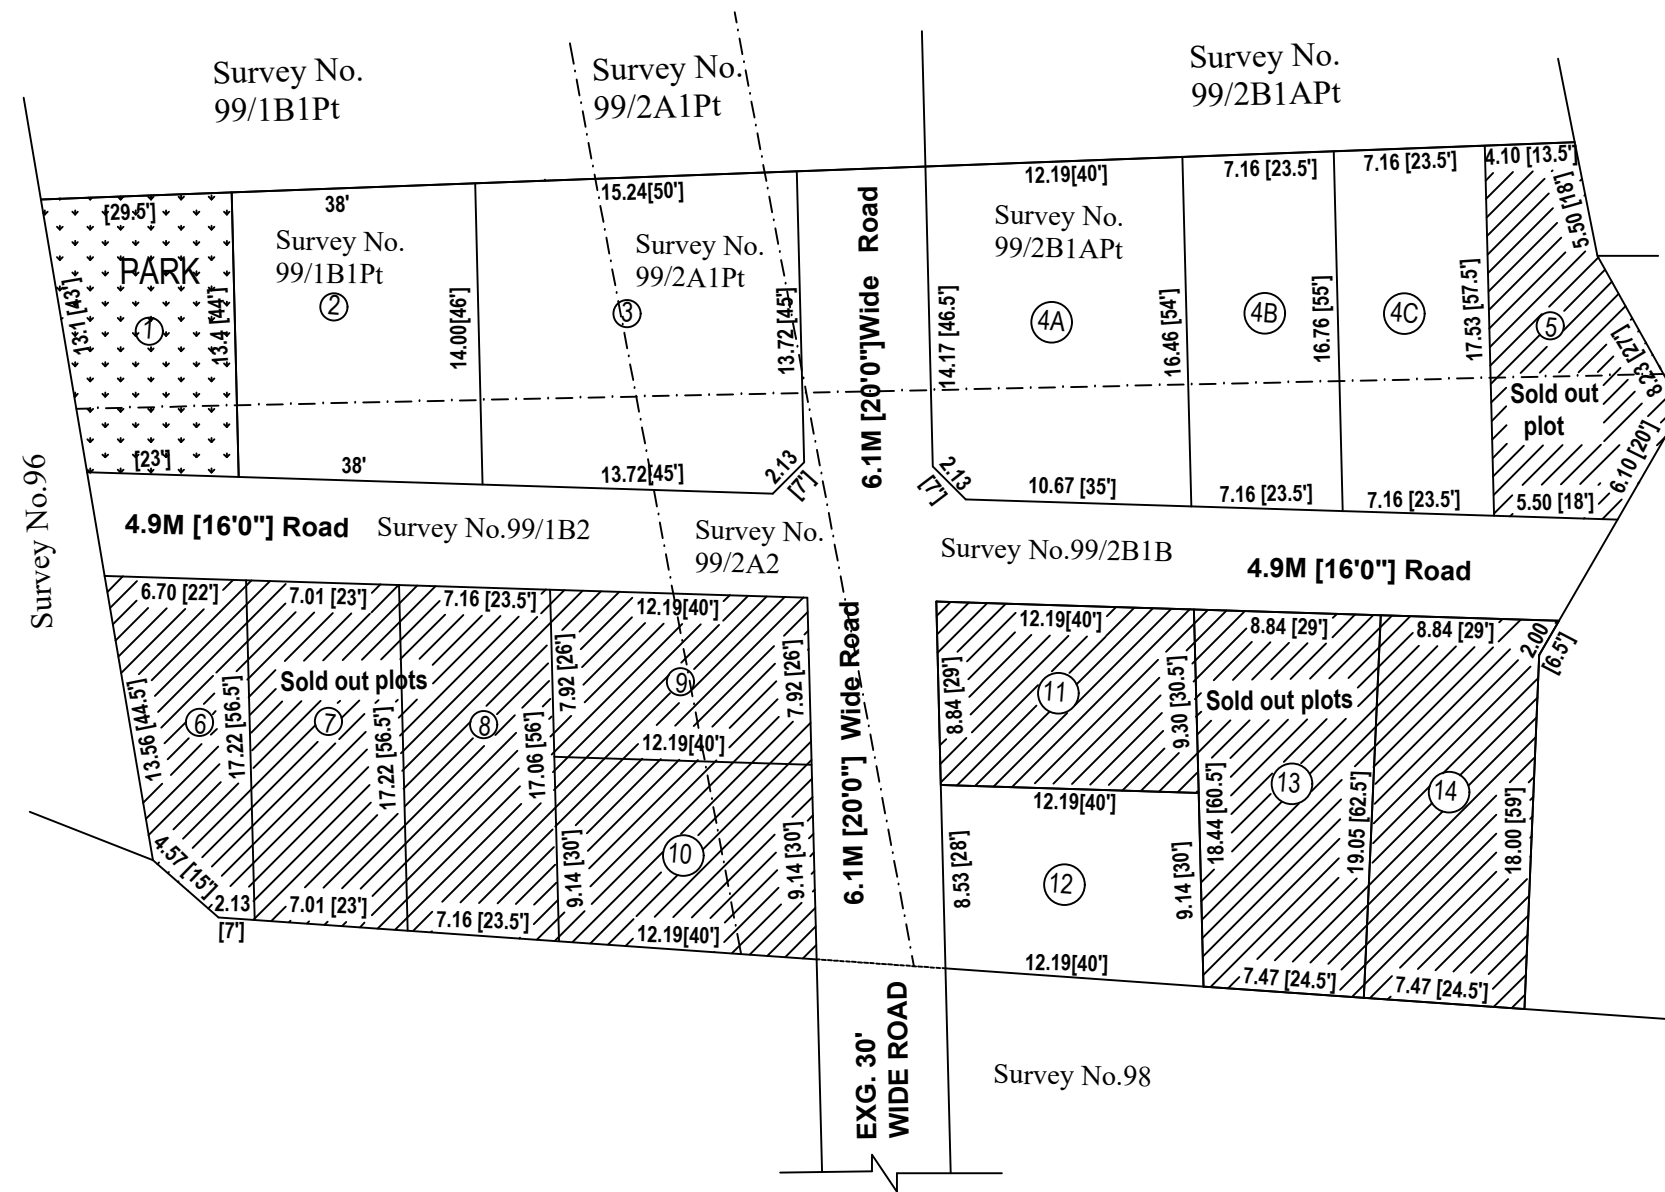 Survey No.
99/1B1Pt
Survey No.
99/2A1Pt
Survey No.
99/2B1APt
[29.5']
38'
15.24[50']
12.19[40']
7.16 [23.5']
7.16 [23.5']
4.10 [13.5']
5.50 [18']
PARK
1
13.1 [43']
13.4 [44']
Survey No.
99/1B1Pt
2
14.00[46']
Survey No.
99/2A1Pt
3
13.72 [45']
6.1M [20'0"]Wide Road
Survey No.
99/2B1APt
14.17 [46.5']
4A
16.46 [54']
4B
16.76 [55']
4C
17.53 [57.5']
5
8.23 [27']
Sold out
plot
6.10 [20']
[23']
38'
13.72[45']
2.13
[7']
2.13
[7']
10.67 [35']
7.16 [23.5']
7.16 [23.5']
5.50 [18']
Survey No.96
4.9M [16'0"] Road
Survey No.99/1B2
Survey No.
99/2A2
Survey No.99/2B1B
4.9M [16'0"] Road
6.70 [22']
7.01 [23']
7.16 [23.5']
12.19[40']
12.19[40']
8.84 [29']
8.84 [29']
2.00
[6.5']
13.56 [44.5']
6
17.22 [56.5']
Sold out plots
7
17.22 [56.5']
8
17.06 [56']
7.92 [26']
9
7.92 [26']
12.19[40']
6.1M [20'0"] Wide Road
8.84 [29']
11
9.30 [30.5']
Sold out plots
12.19[40']
18.44 [60.5']
13
19.05 [62.5']
14
18.00 [59']
9.14 [30']
10
9.14 [30']
8.53 [28']
12
9.14 [30']
4.57 [15']
2.13
[7']
7.01 [23']
7.16 [23.5']
12.19[40']
12.19[40']
7.47 [24.5']
7.47 [24.5']
EXG. 30'
WIDE ROAD
Survey No.98